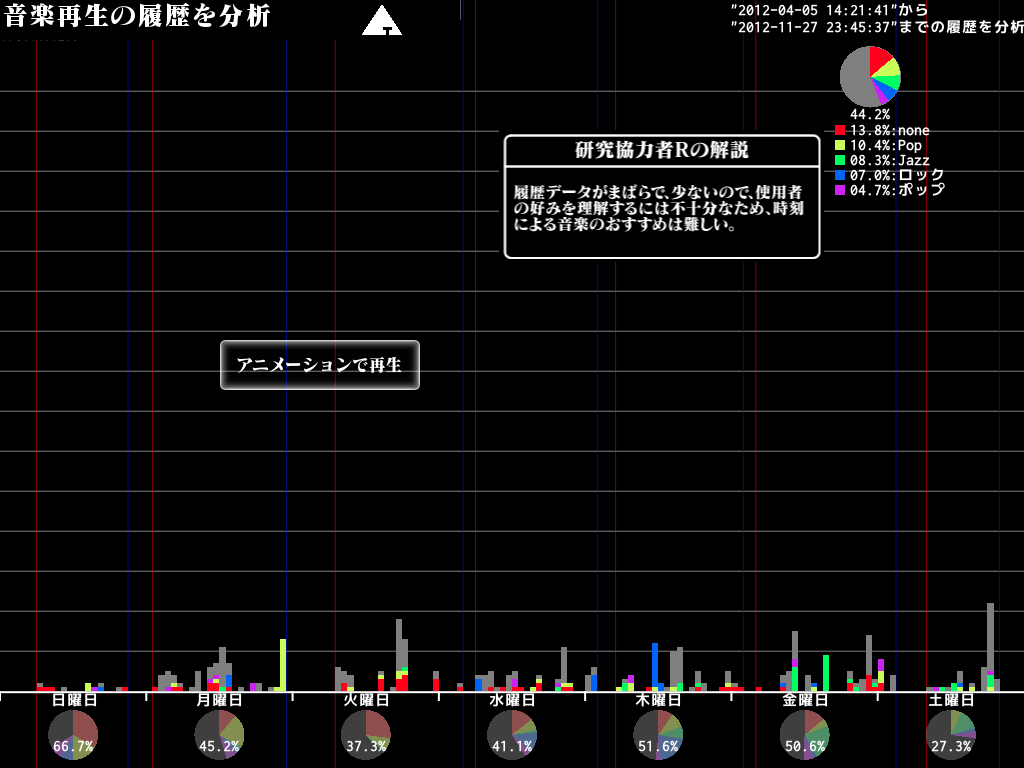 音楽再生の履歴を分析
"2012-04-05 14:21:41"から
"2012-11-27 23:45:37"までの履歴を分析
44.2%
13.8%:none
10.4%:Pop
08.3%:Jazz
07.0%:ロック
04.7%:ポップ
研究協力者Rの解説
履歴データがまばらで、少ないので、使用者
の好みを理解するには不十分なため、時刻
による音楽のおすすめは難しい。
アニメーションで再生
日曜日 月曜日 火曜日 水曜日 木曜日 金曜日 土曜日
66.7% 45.2% 37.3% 41.1% 51.6% 50.6% 27.3%